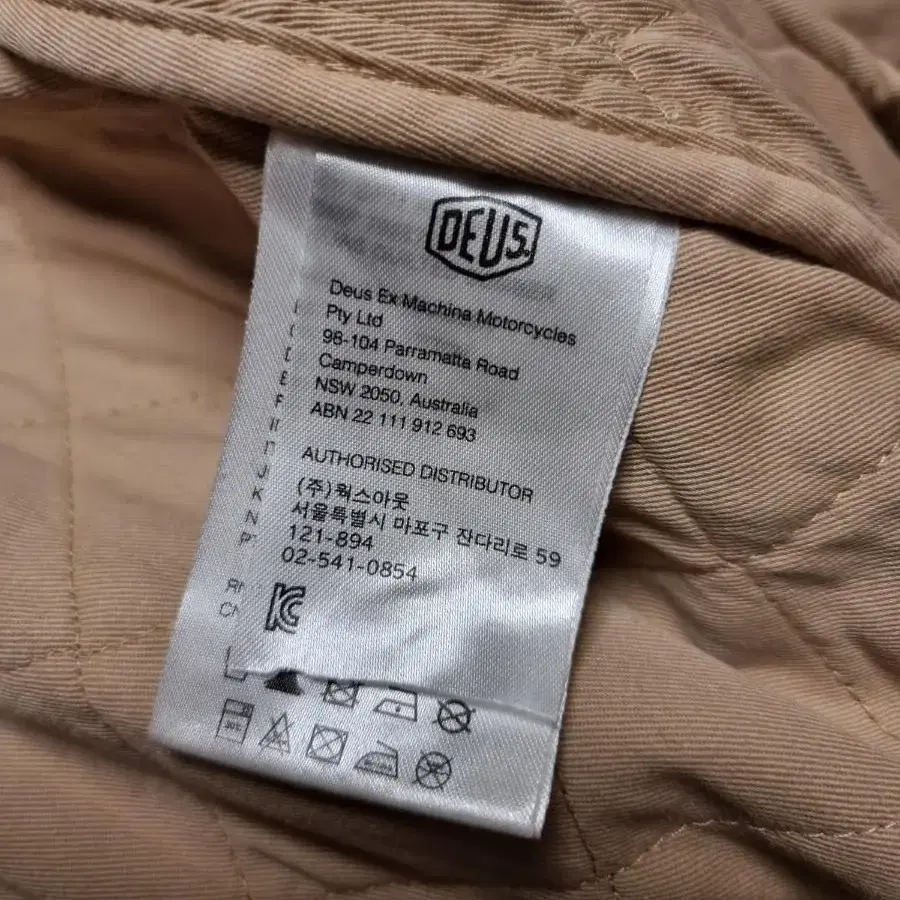 DEUS.
Deus Ex Machina Motorcycles
Pty Ltd
98-104 Parramatta Road
Camperdown
NSW 2050, Australia
ABN 22 111 912 693
AUTHORISED DISTRIBUTOR
(주)웍스아웃
서울특별시 마포구 잔다리로 59
121-894
02-541-0854